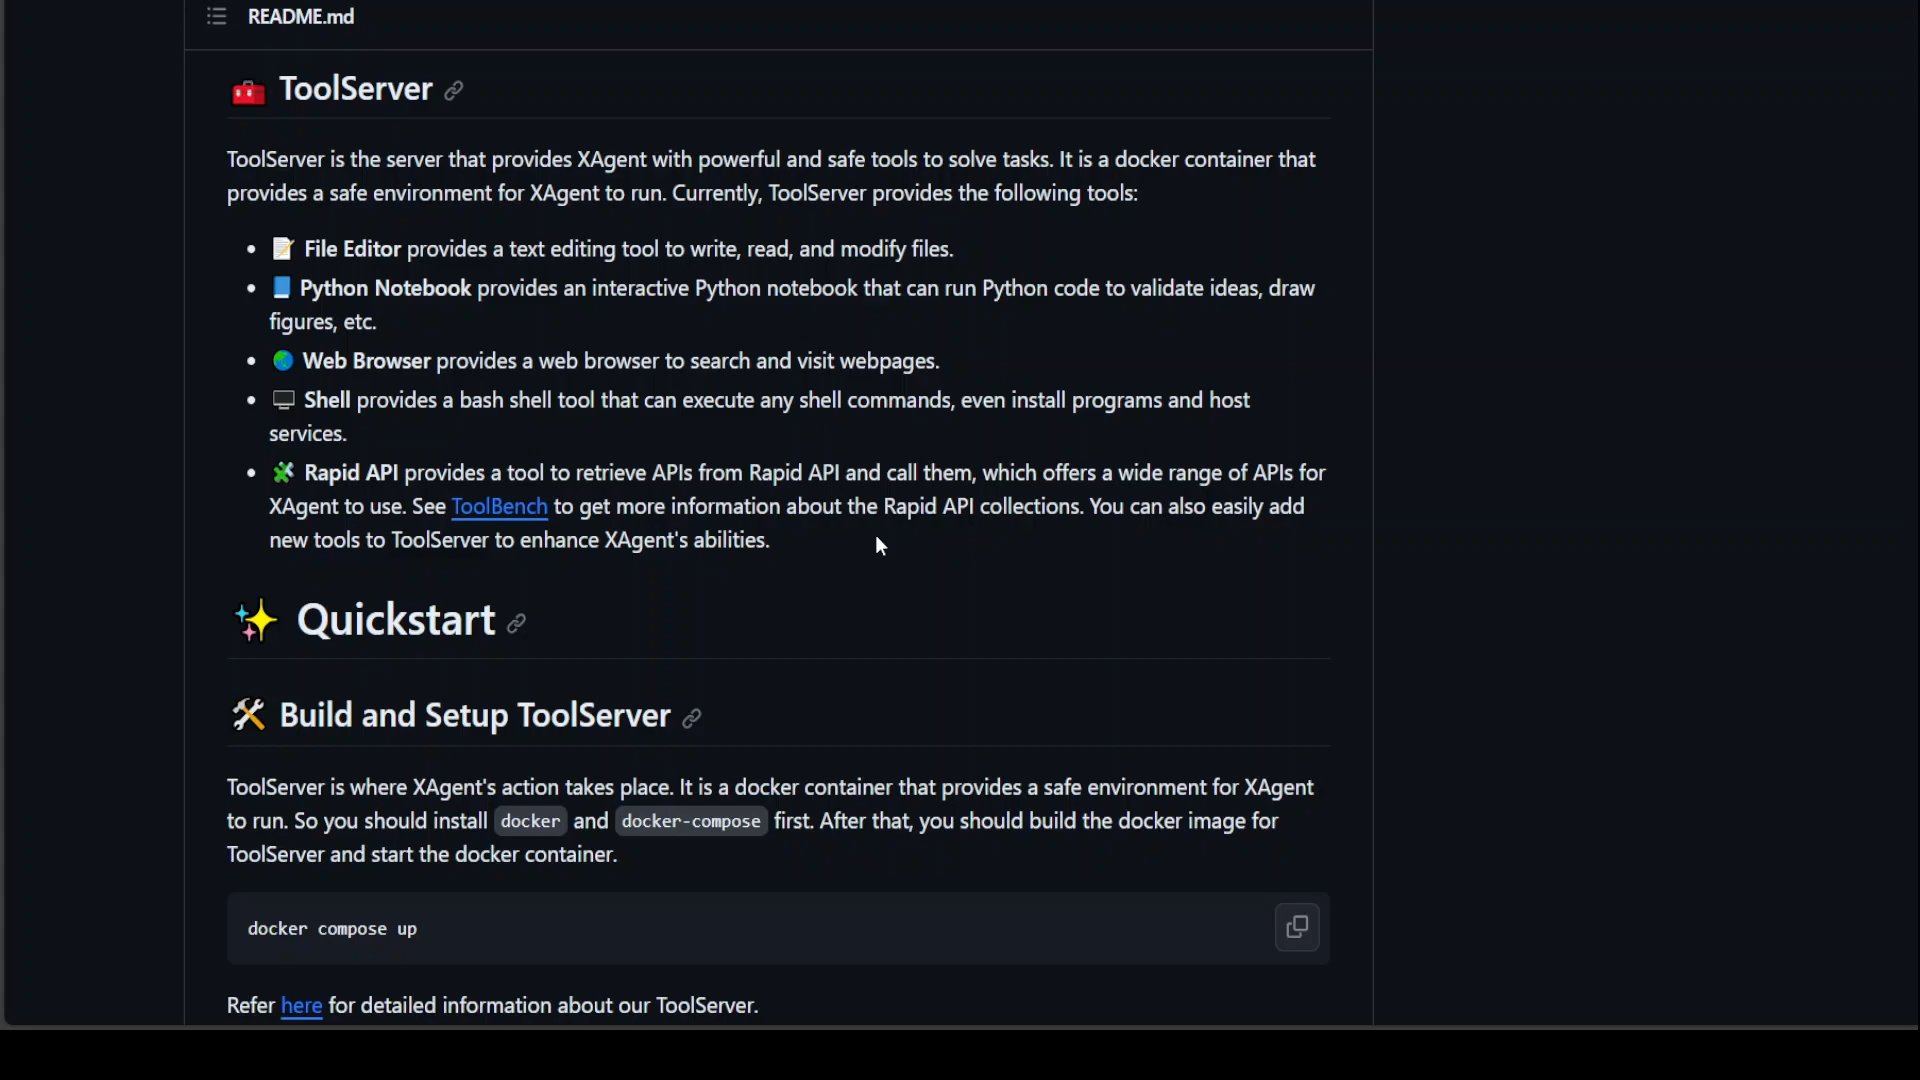 README.md
ToolServer
ToolServer is the server that provides XAgent with powerful and safe tools to solve tasks. It is a docker container that
provides a safe environment for XAgent to run. Currently, ToolServer provides the following tools:
File Editor provides a text editing tool to write, read, and modify files.
Python Notebook provides an interactive Python notebook that can run Python code to validate ideas, draw
figures, etc.
Web Browser provides a web browser to search and visit webpages.
Shell provides a bash shell tool that can execute any shell commands, even install programs and host
services.
Rapid API provides a tool to retrieve APIs from Rapid API and call them, which offers a wide range of APIs for
XAgent to use. See ToolBench to get more information about the Rapid API collections. You can also easily add
new tools to ToolServer to enhance XAgent's abilities.
Quickstart
Build and Setup ToolServer
ToolServer is where XAgent's action takes place. It is a docker container that provides a safe environment for XAgent
to run. So you should install docker and docker-compose first. After that, you should build the docker image for
ToolServer and start the docker container.
docker compose up
Refer here for detailed information about our ToolServer.